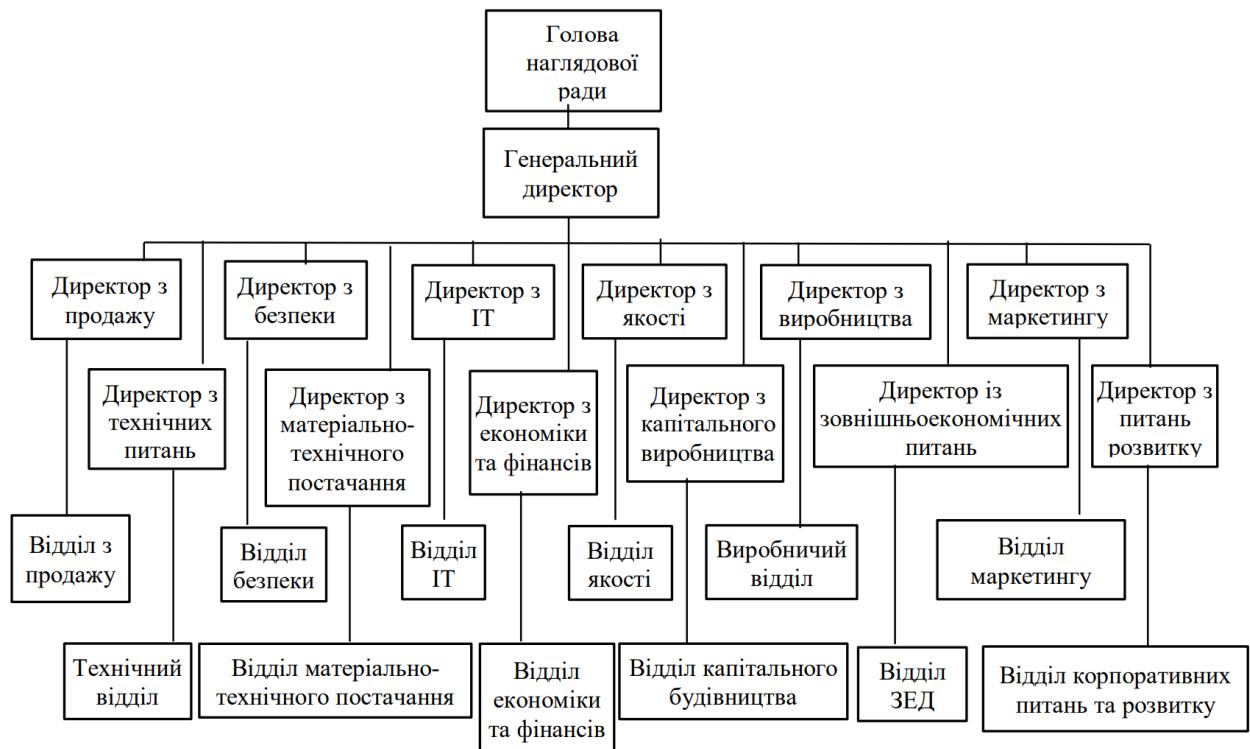 Голова
наглядової
ради
Генеральний
директор
Директор з
продажу
Директор з
безпеки
Директор з
ІТ
Директор з
якості
Директор з
виробництва
Директор з
маркетингу
Директор з
технічних
питань
Директор з
матеріально-
технічного
постачання
Директор з
економіки
та фінансів
Директор з
капітального
виробництва
Директор із
зовнішньоекономічних
питань
Директор з
питань
розвитку
Відділ з
продажу
Відділ
безпеки
Відділ
ІТ
Відділ
якості
Виробничий
відділ
Відділ
маркетингу
Технічний
відділ
Відділ матеріально-
технічного постачання
Відділ
економіки
та фінансів
Відділ капітального
будівництва
Відділ
ЗЕД
Відділ корпоративних
питань та розвитку